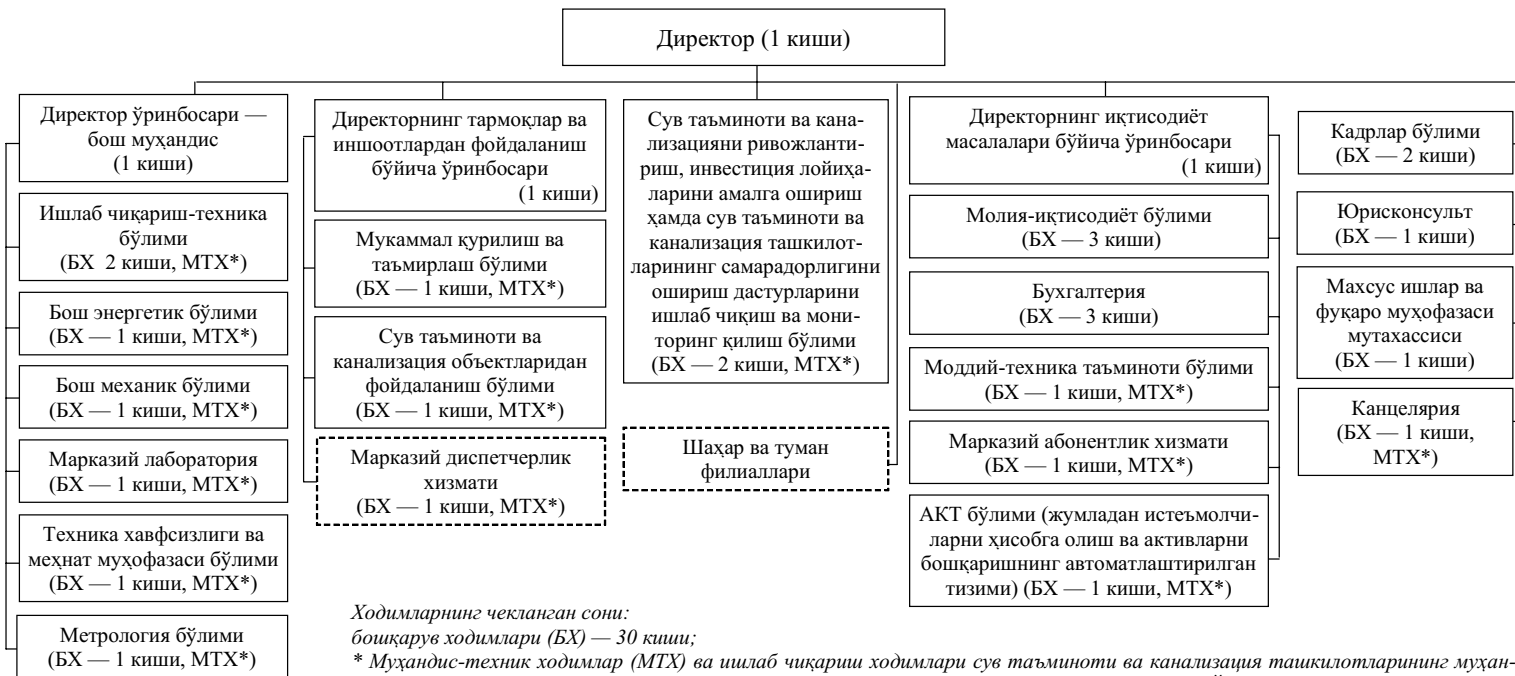 Директор (1 киши)
Директор ўринбосари —
бош муҳандис
(1 киши)
Ишлаб чиқариш-техника
бўлими
(БХ 2 киши, МТХ*)
Бош энергетик бўлими
(БХ — 1 киши, МТХ*)
Бош механик бўлими
(БХ — 1 киши, МТХ*)
Марказий лаборатория
(БХ — 1 киши, МТХ*)
Техника хавфсизлиги ва
меҳнат муҳофазаси бўлими
(БХ — 1 киши, МТХ*)
Метрология бўлими
(БХ — 1 киши, МТХ*)
Директорнинг тармоқлар ва
иншоотлардан фойдаланиш
бўйича ўринбосари
(1 киши)
Мукаммал қурилиш ва
таъмирлаш бўлими
(БХ — 1 киши, МТХ*)
Сув таъминоти ва
канализация объектларидан
фойдаланиш бўлими
(БХ — 1 киши, МТХ*)
Марказий диспетчерлик
хизмати
(БХ — 1 киши, МТХ*)
Сув таъминоти ва кана-
лизацияни ривожланти-
риш, инвестиция лойиҳа-
ларини амалга ошириш
ҳамда сув таъминоти ва
канализация ташкилот-
ларининг самарадорлигини
ошириш дастурларини
ишлаб чиқиш ва мони-
торинг қилиш бўлими
(БХ — 2 киши, МТХ*)
Шаҳар ва туман
филиаллари
Директорнинг иқтисодиёт
масалалари бўйича ўринбосари
(1 киши)
Молия-иқтисодиёт бўлими
(БХ — 3 киши)
Бухгалтерия
(БХ — 3 киши)
Моддий-техника таъминоти бўлими
(БХ — 1 киши, МТХ*)
Марказий абонентлик хизмати
(БХ — 1 киши, МТХ*)
АКТ бўлими (жумладан истеъмолчи-
ларни ҳисобга олиш ва активларни
бошқаришнинг автоматлаштирилган
тизими) (БХ — 1 киши, МТХ*)
Кадрлар бўлими
(БХ — 2 киши)
Юрисконсульт
(БХ — 1 киши)
Махсус ишлар ва
фуқаро муҳофазаси
мутахассиси
(БХ — 1 киши)
Канцелярия
(БХ — 1 киши,
МТХ*)
Ходимларнинг чекланган сони:
бошқарув ходимлари (БХ) — 30 киши;
* Муҳандис-техник ходимлар (МТХ) ва ишлаб чиқариш ходимлари сув таъминоти ва канализация ташкилотларининг муҳан-